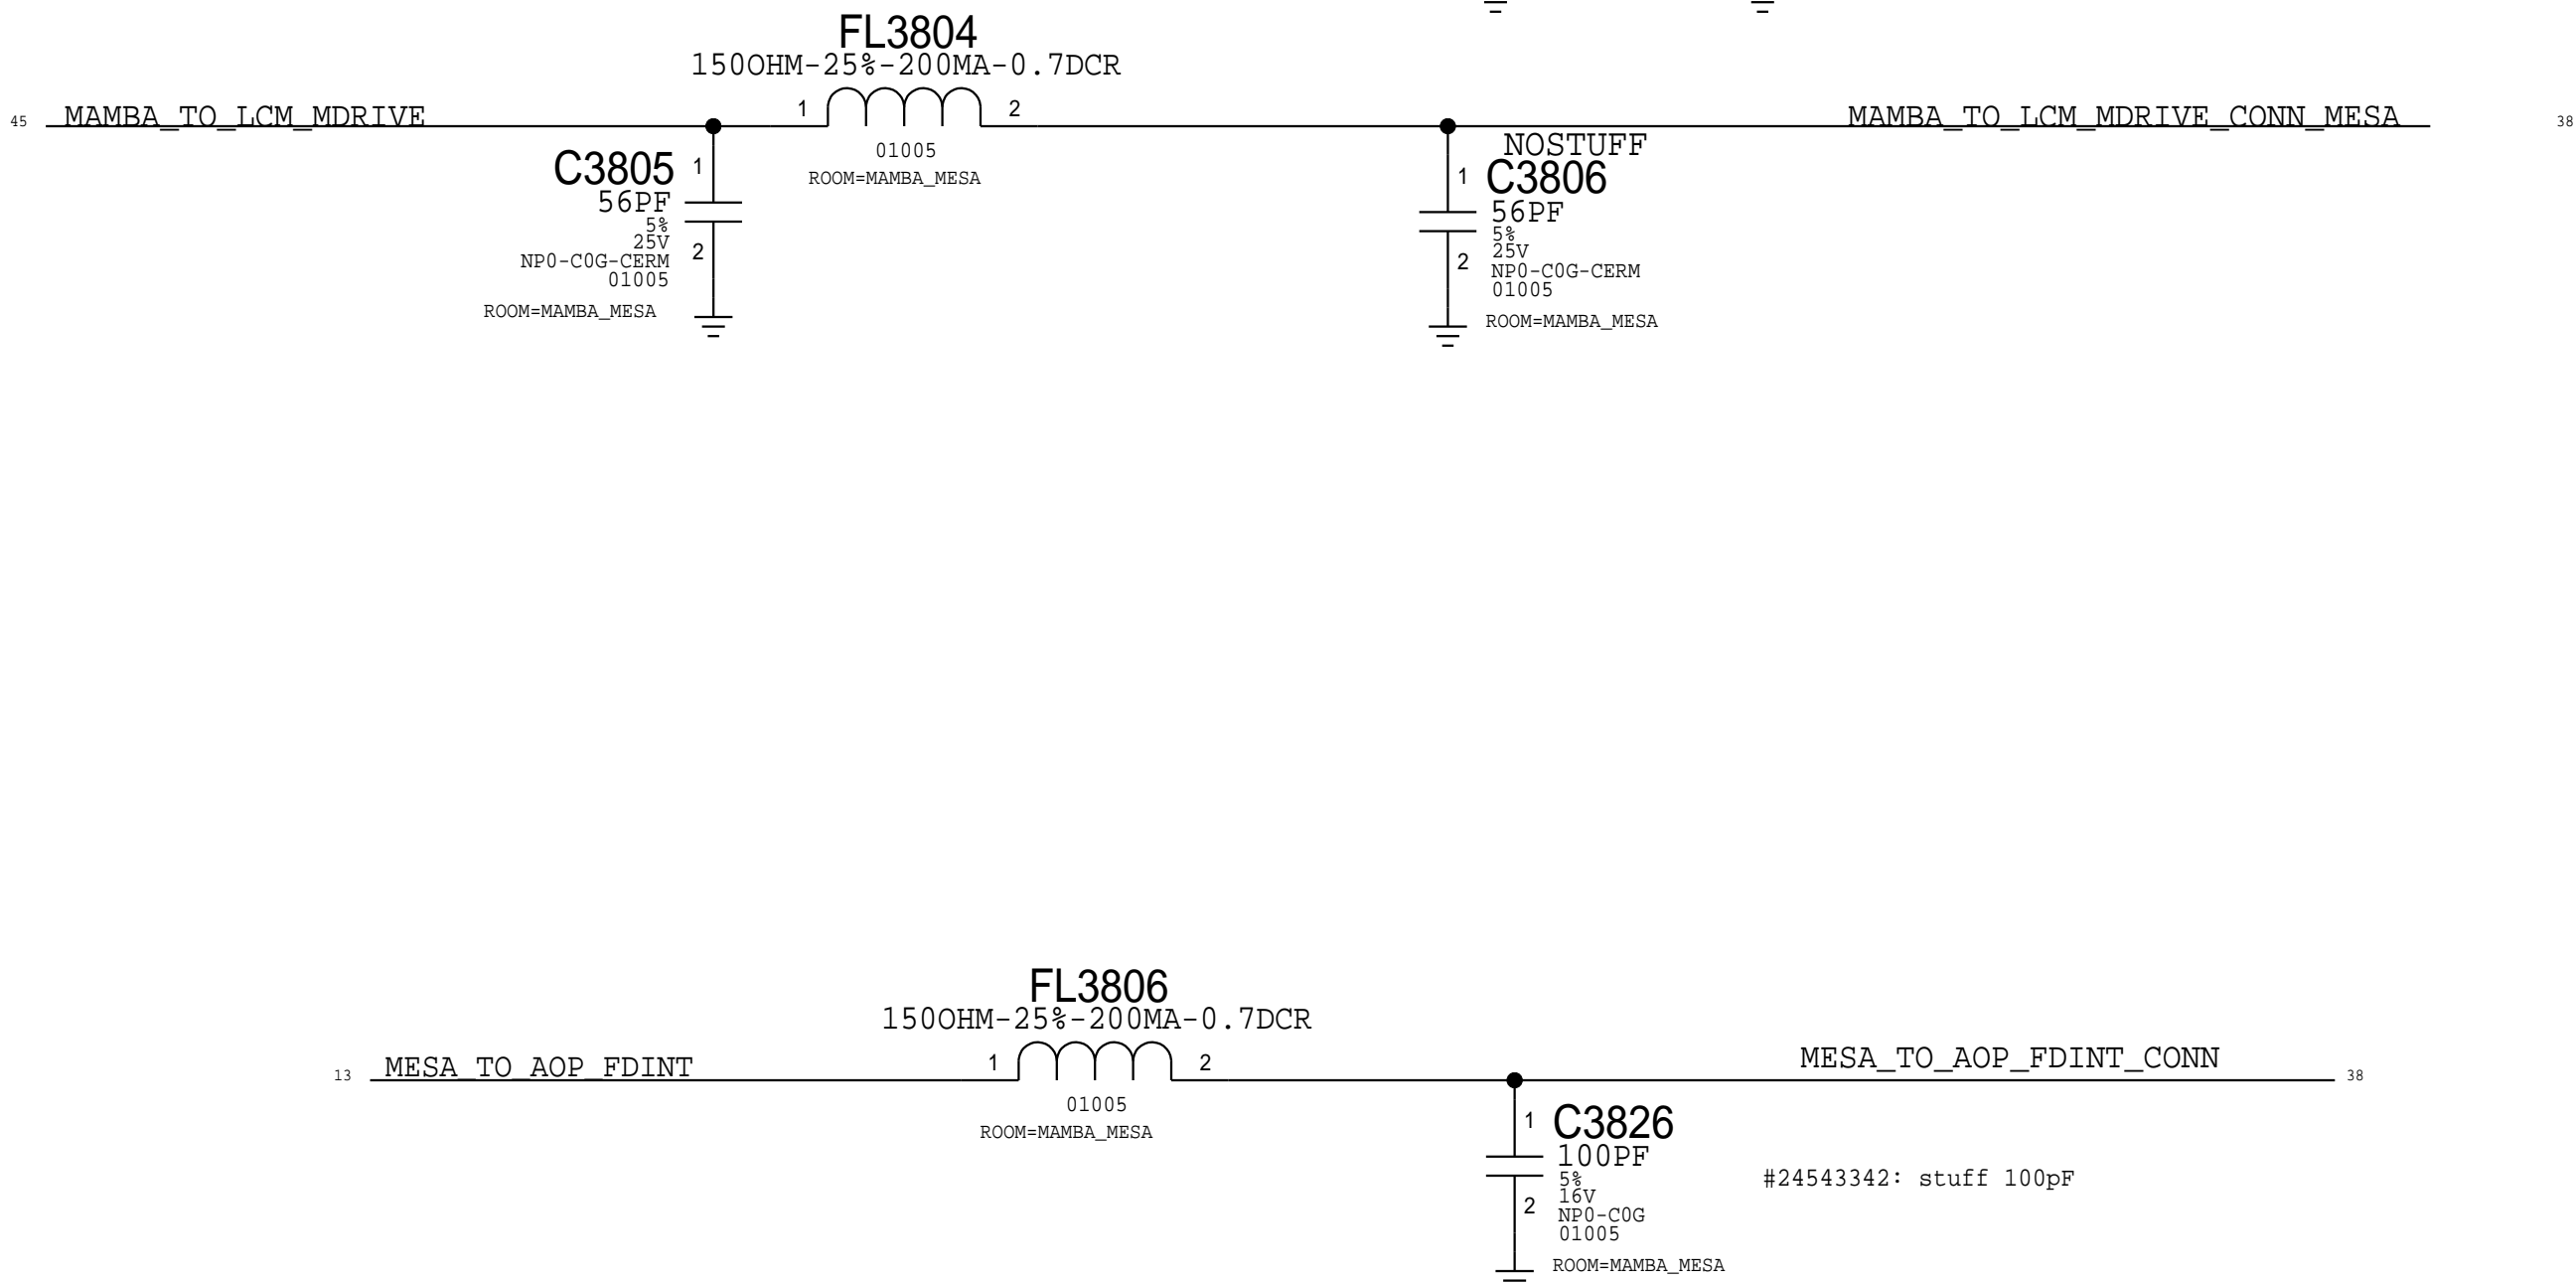 FL3804
150OHM-25%-200MA-0.7DCR
45 MAMBA_TO_LCM_MDRIVE 1 2 MAMBA_TO_LCM_MDRIVE_CONN_MESA 38
01005
ROOM=MAMBA_MESA
C3805 1
56PF
5%
25V
2
NP0-C0G-CERM
01005
ROOM=MAMBA_MESA
NOSTUFF
1 C3806
56PF
5%
25V
2
NP0-C0G-CERM
01005
ROOM=MAMBA_MESA
FL3806
150OHM-25%-200MA-0.7DCR
13 MESA_TO_AOP_FDINT 1 2 MESA_TO_AOP_FDINT_CONN 38
01005
ROOM=MAMBA_MESA
1 C3826
100PF
5%
16V
2
NP0-C0G
01005
ROOM=MAMBA_MESA
#24543342: stuff 100pF